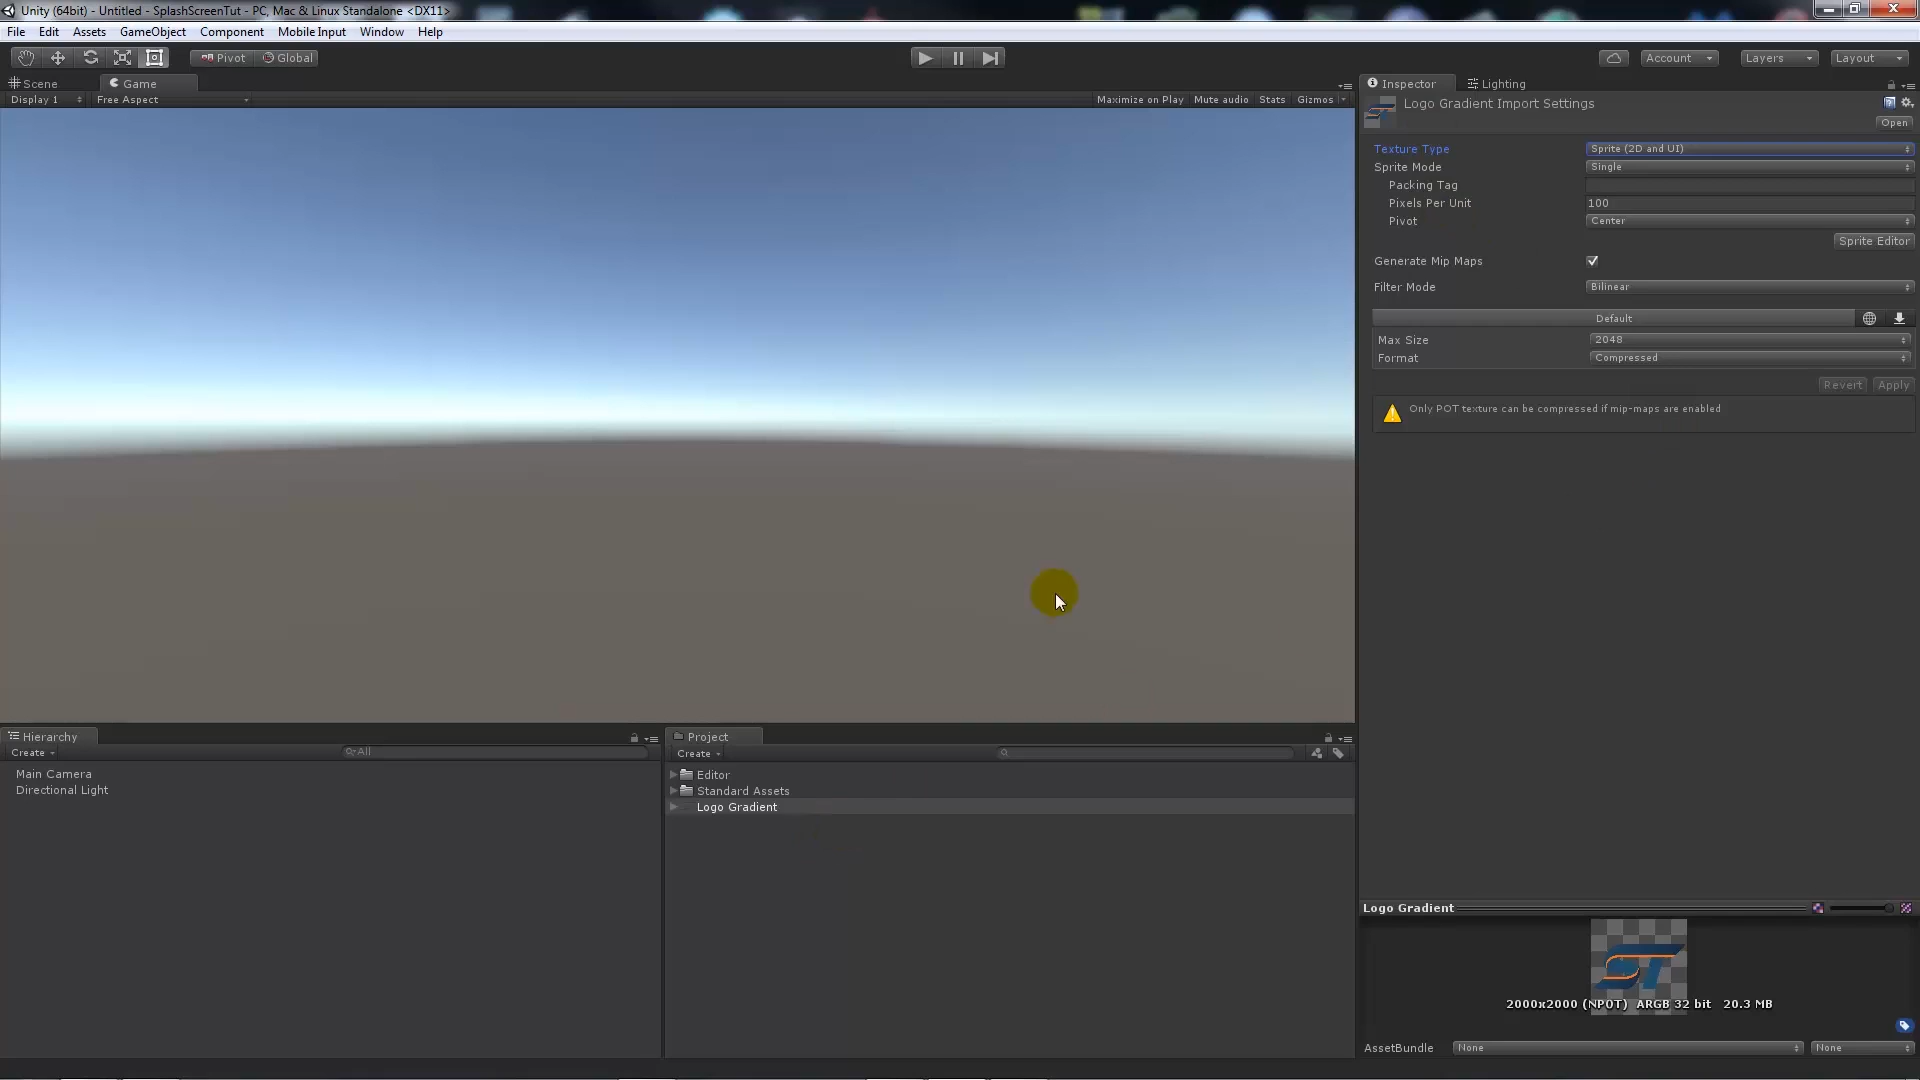 Unity (64bit) - Untitled - SplashScreenTut - PC, Mac & Linux Standalone <DX11>
File Edit Assets GameObject Component Mobile Input Window Help
Pivot Global Account Layers Layout
Scene Game
Display 1 Free Aspect Maximize on Play Mute audio Stats Gizmos
Inspector Lighting
Logo Gradient Import Settings
Open
Texture Type Sprite (2D and UI)
Sprite Mode Single
Packing Tag
Pixels Per Unit 100
Pivot Center
Sprite Editor
Generate Mip Maps
Filter Mode Bilinear
Default
Max Size 2048
Format Compressed
Revert Apply
Only POT texture can be compressed if mip-maps are enabled
Hierarchy
Create All
Main Camera
Directional Light
Project
Create
Editor
Standard Assets
Logo Gradient
Logo Gradient
ST
2000x2000 (NPOT) ARGB 32 bit 20.3 MB
AssetBundle None None